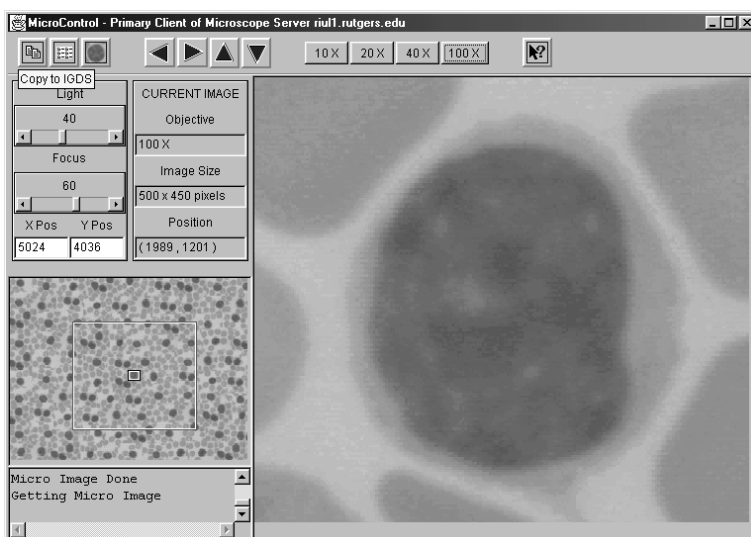 MicroControl - Primary Client of Microscope Server riul1.rutgers.edu
10 X 20 X 40 X 100 X
Copy to IGDS
Light
40
Focus
60
X Pos Y Pos
5024 4036
CURRENT IMAGE
Objective
100 X
Image Size
500 x 450 pixels
Position
( 1989 , 1201 )
Micro Image Done
Getting Micro Image